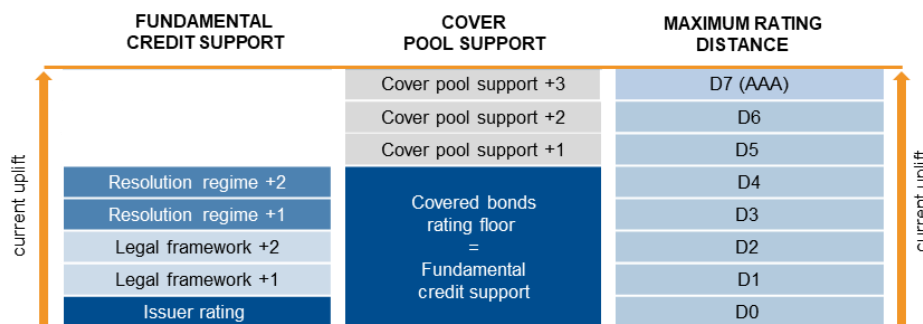 FUNDAMENTAL
CREDIT SUPPORT
COVER
POOL SUPPORT
MAXIMUM RATING
DISTANCE
current uplift
Cover pool support +3
D7 (AAA)
Cover pool support +2
D6
Cover pool support +1
D5
Resolution regime +2
D4
Resolution regime +1
D3
Legal framework +2
D2
Legal framework +1
D1
Issuer rating
D0
Covered bonds
rating floor
=
Fundamental
credit support
current uplift